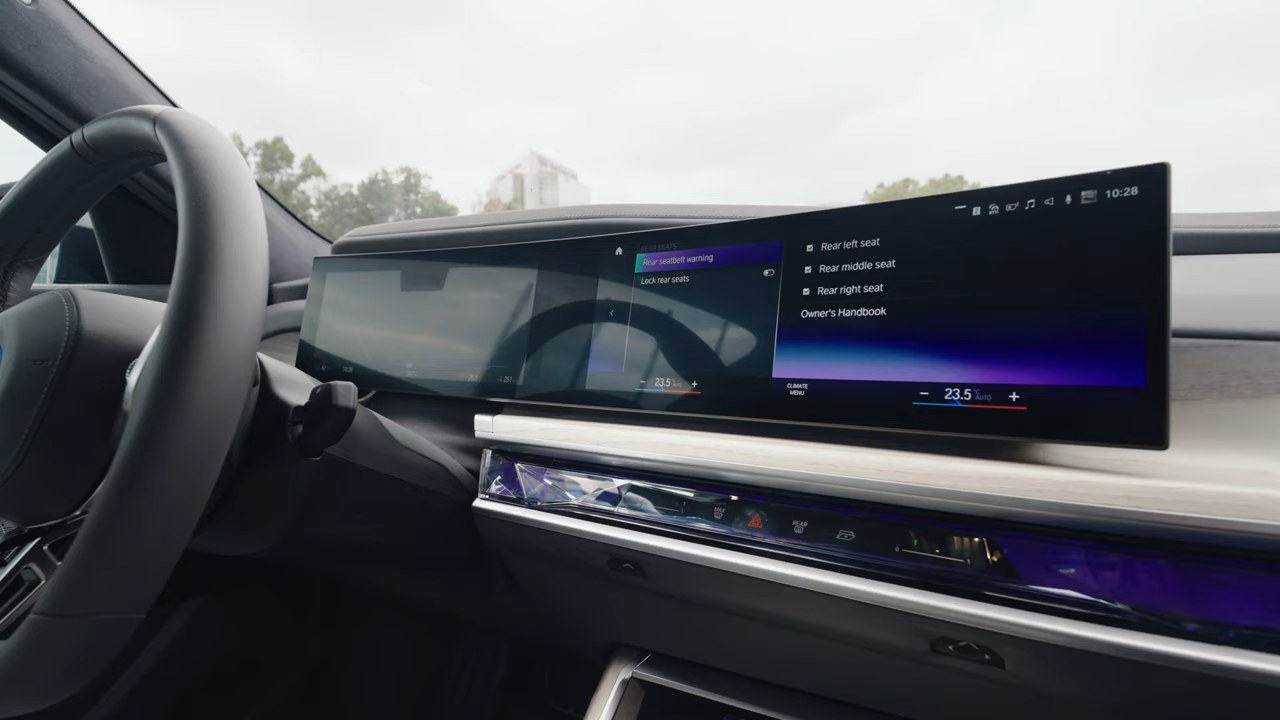 10:28
REAR SEATS
Rear seatbelt warning
Lock rear seats
Rear left seat
Rear middle seat
Rear right seat
Owner's Handbook
− 23.5 +
CLIMATE
MENU
− 23.5 °C AUTO +
MAX
REAR